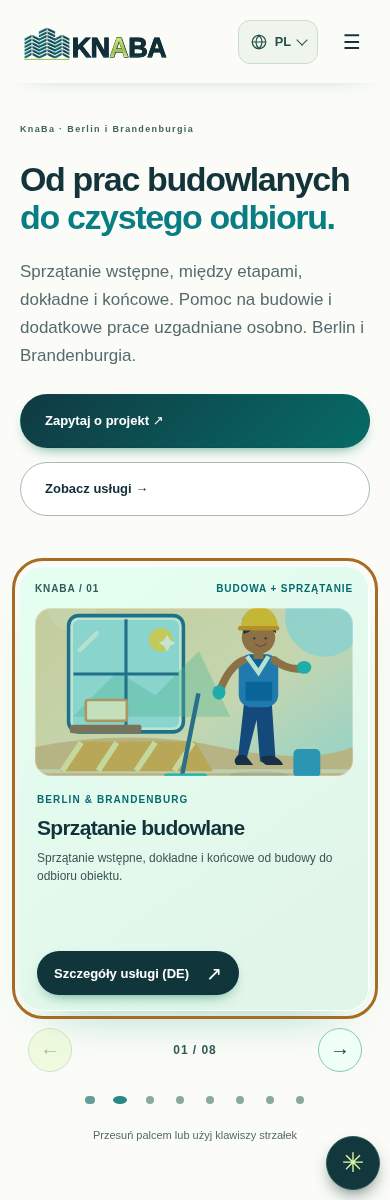 KNABA
PL
KnaBa · Berlin i Brandenburgia
Od prac budowlanych
do czystego odbioru.
Sprzątanie wstępne, między etapami,
dokładne i końcowe. Pomoc na budowie i
dodatkowe prace uzgadniane osobno. Berlin i
Brandenburgia.
Zapytaj o projekt ↗
Zobacz usługi →
KNABA / 01
BUDOWA + SPRZĄTANIE
BERLIN & BRANDENBURG
Sprzątanie budowlane
Sprzątanie wstępne, dokładne i końcowe od budowy do
odbioru obiektu.
Szczegóły usługi (DE) ↗
← 01 / 08 →
Przesuń palcem lub użyj klawiszy strzałek